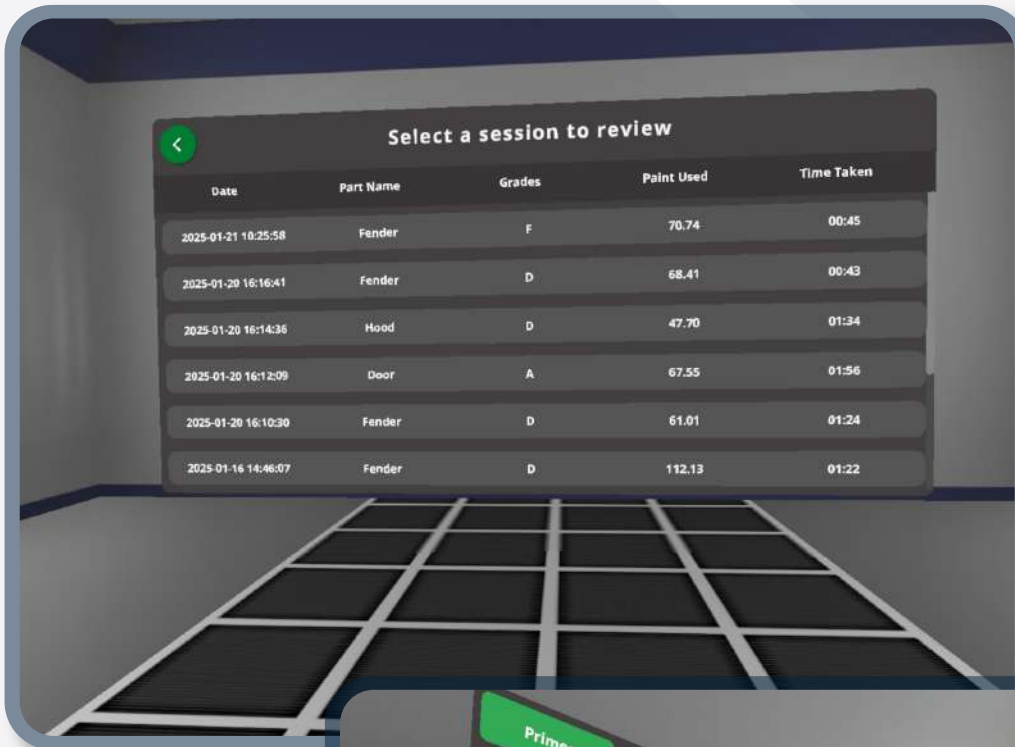 Select a session to review
Date Part Name Grades Paint Used Time Taken
2025-01-21 10:25:58 Fender F 70.74 00:45
2025-01-20 16:16:41 Fender D 68.41 00:43
2025-01-20 16:14:36 Hood D 47.70 01:34
2025-01-20 16:12:09 Door A 67.55 01:56
2025-01-20 16:10:30 Fender D 61.01 01:24
2025-01-16 14:46:07 Fender D 112.13 01:22